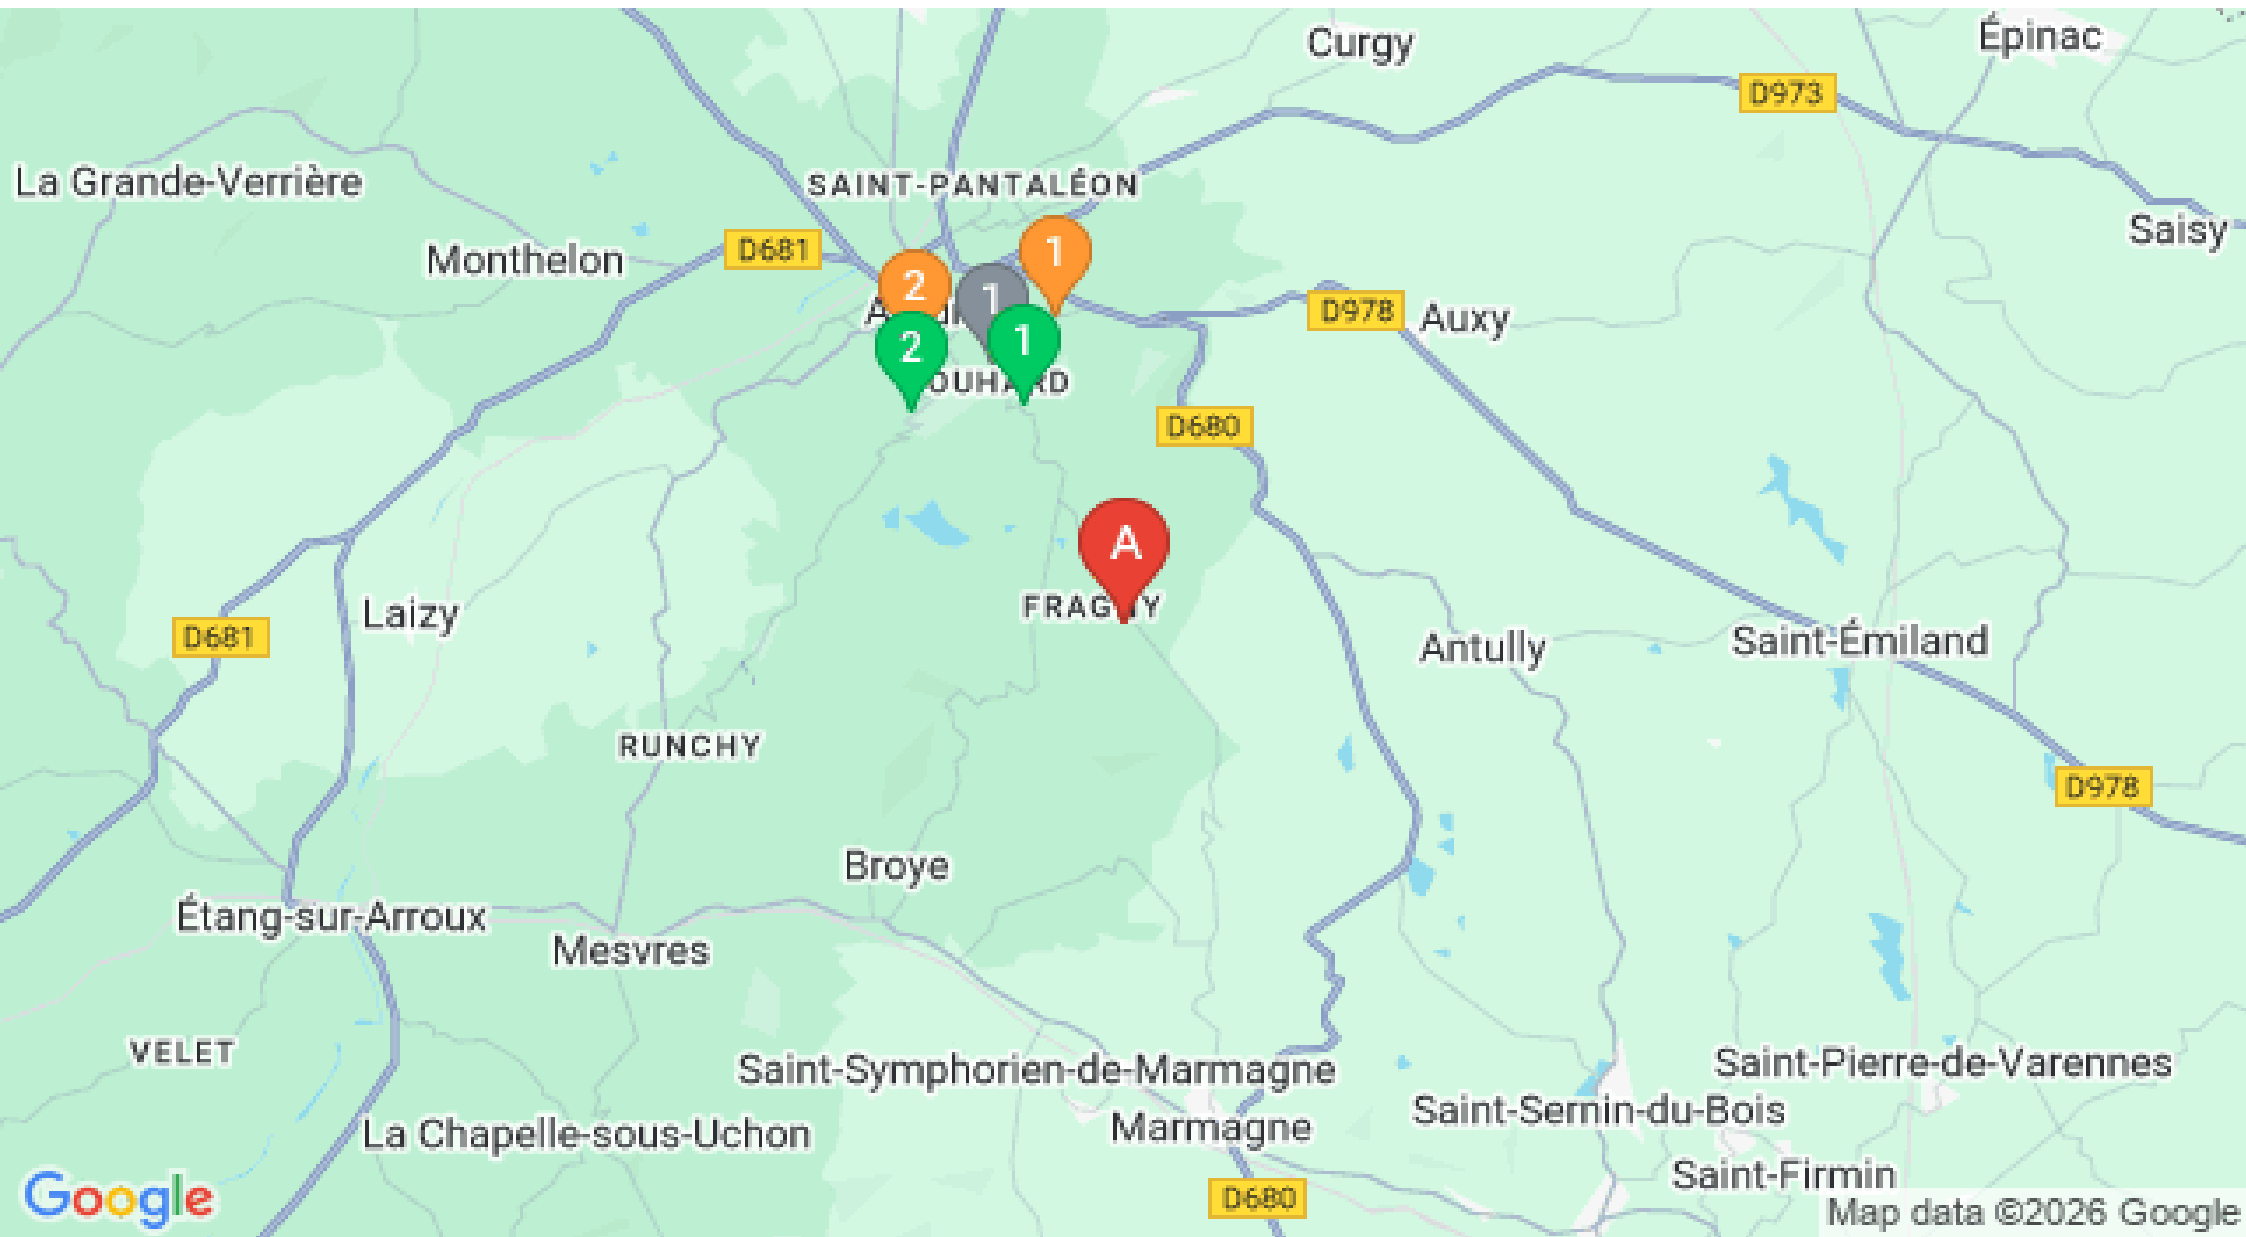 Curgy
Épinac
D973
La Grande-Verrière
SAINT-PANTALÉON
Saisy
Monthelon
D681
1
2
1
D978
Auxy
2
1
D680
A
FRAG
Laizy
D681
Antully
Saint-Émiland
RUNCHY
D978
Broye
Étang-sur-Arroux
Mesvres
VELET
Saint-Symphorien-de-Marmagne
Saint-Pierre-de-Varennes
Saint-Sernin-du-Bois
La Chapelle-sous-Uchon
Marmagne
Saint-Firmin
Google
D680
Map data ©2026 Google